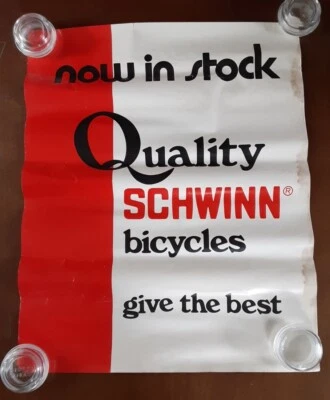 now in stock
Quality
SCHWINN®
bicycles
give the best